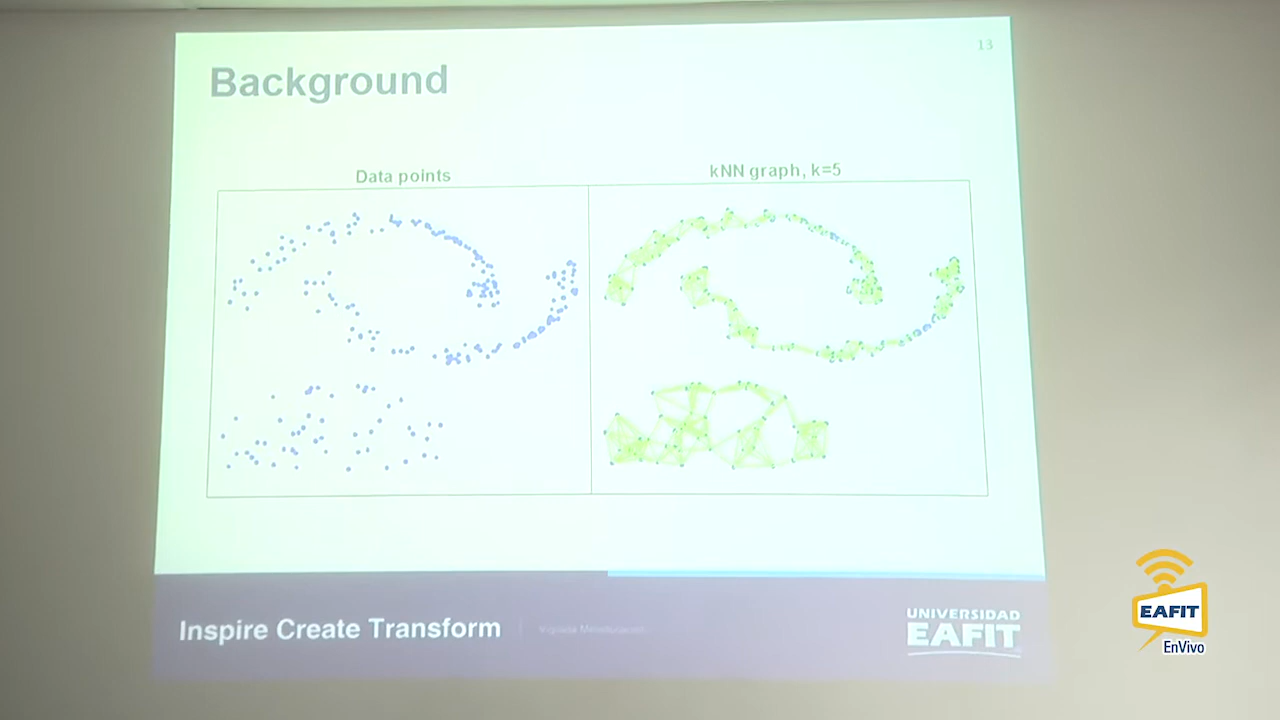 13
Background
Data points
kNN graph, k=5
Inspire Create Transform
UNIVERSIDAD
EAFIT
EAFIT
EnVivo